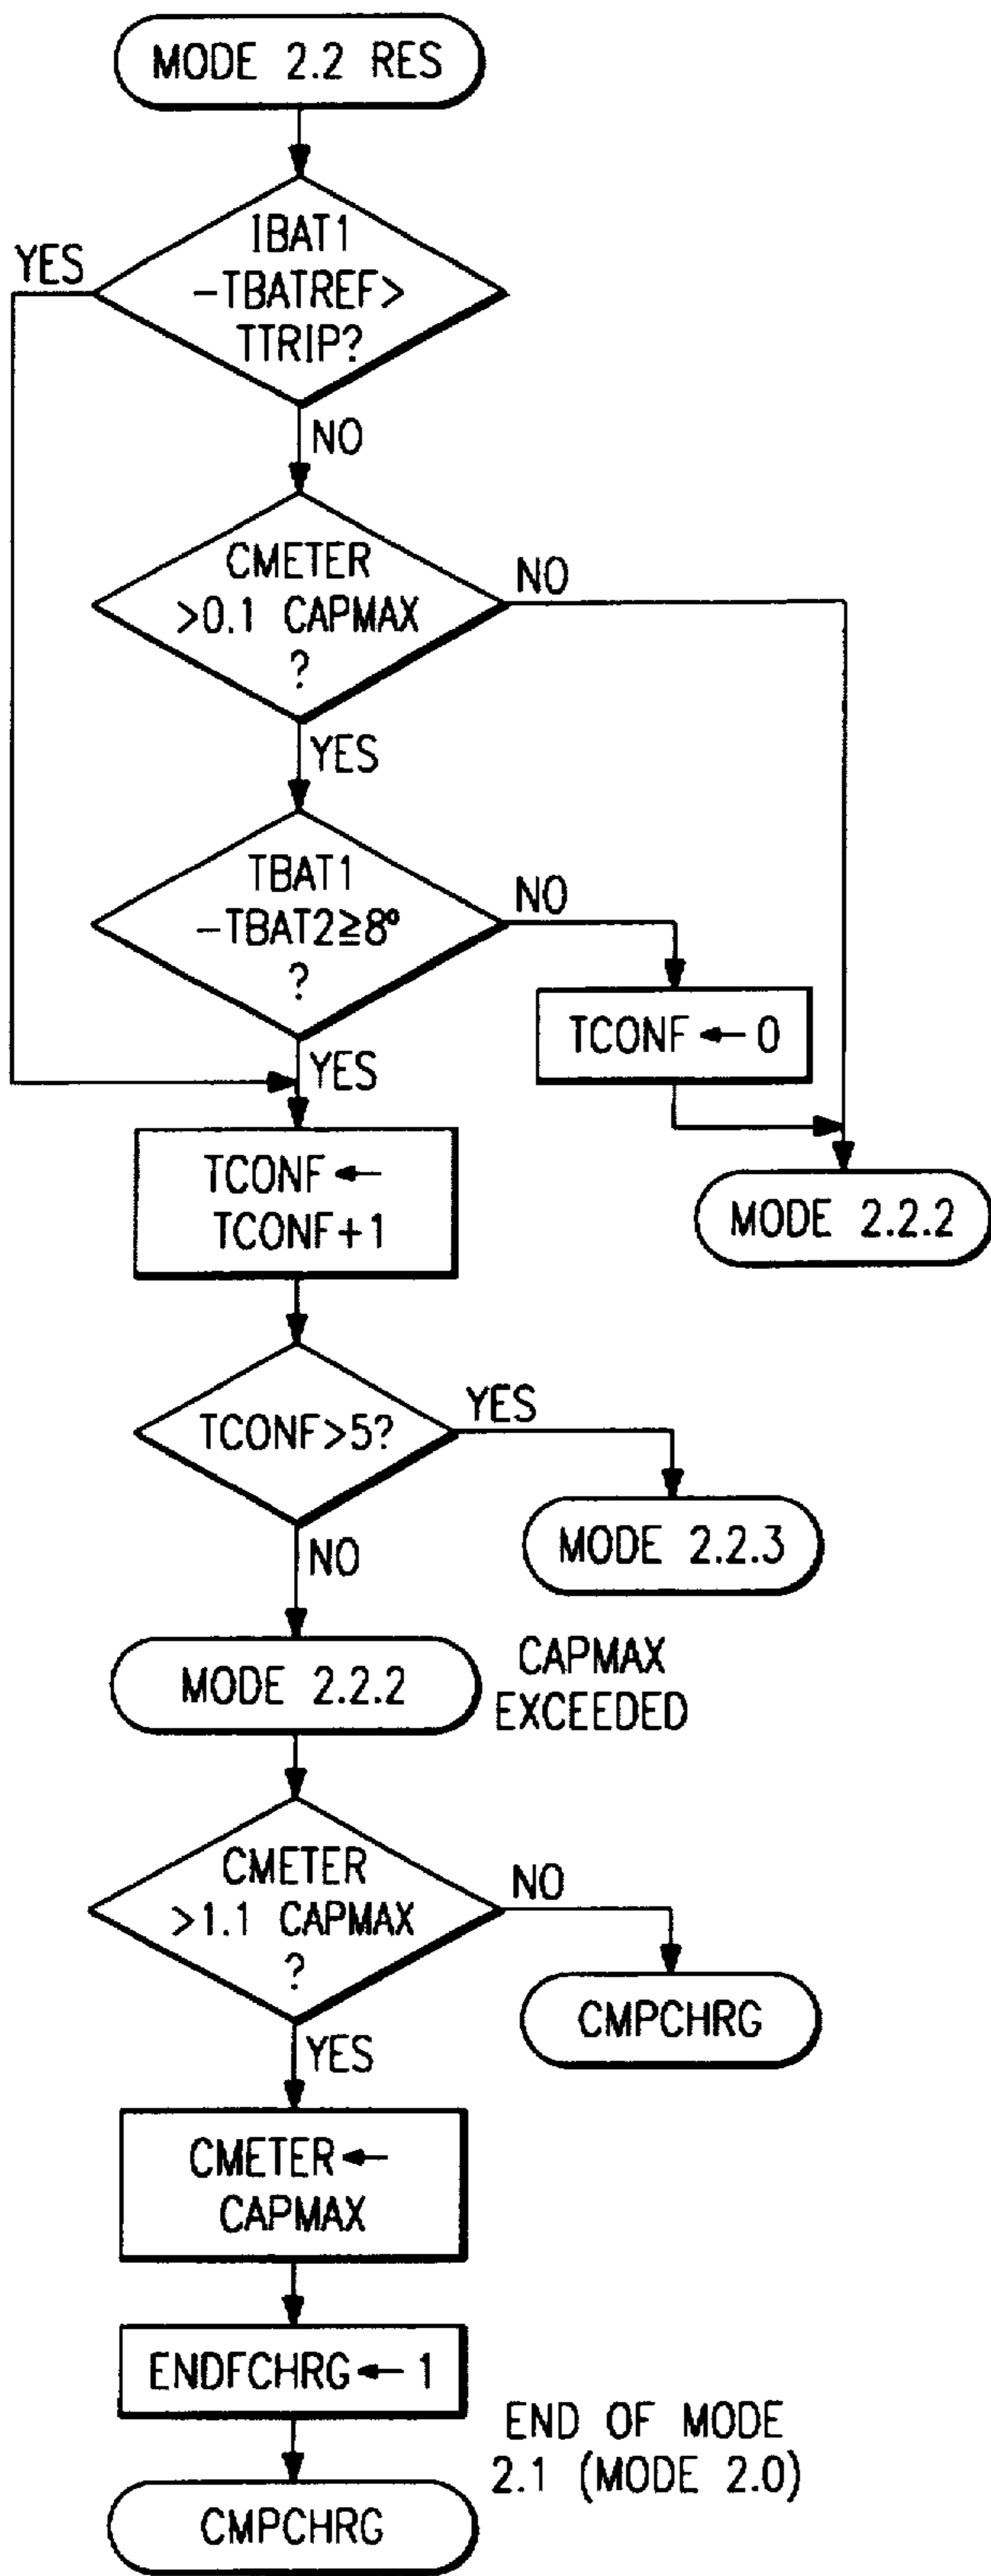 MODE 2.2 RES
IBAT1
-TBATREF>
TTRIP?
YES
NO
CMETER
>0.1 CAPMAX
?
NO
YES
TBAT1
-TBAT2≧8°
?
NO
YES
TCONF←0
TCONF←
TCONF+1
MODE 2.2.2
TCONF>5?
YES
MODE 2.2.3
NO
MODE 2.2.2
CAPMAX
EXCEEDED
CMETER
>1.1 CAPMAX
?
NO
CMPCHRG
YES
CMETER←
CAPMAX
ENDFCHRG←1
END OF MODE
2.1 (MODE 2.0)
CMPCHRG